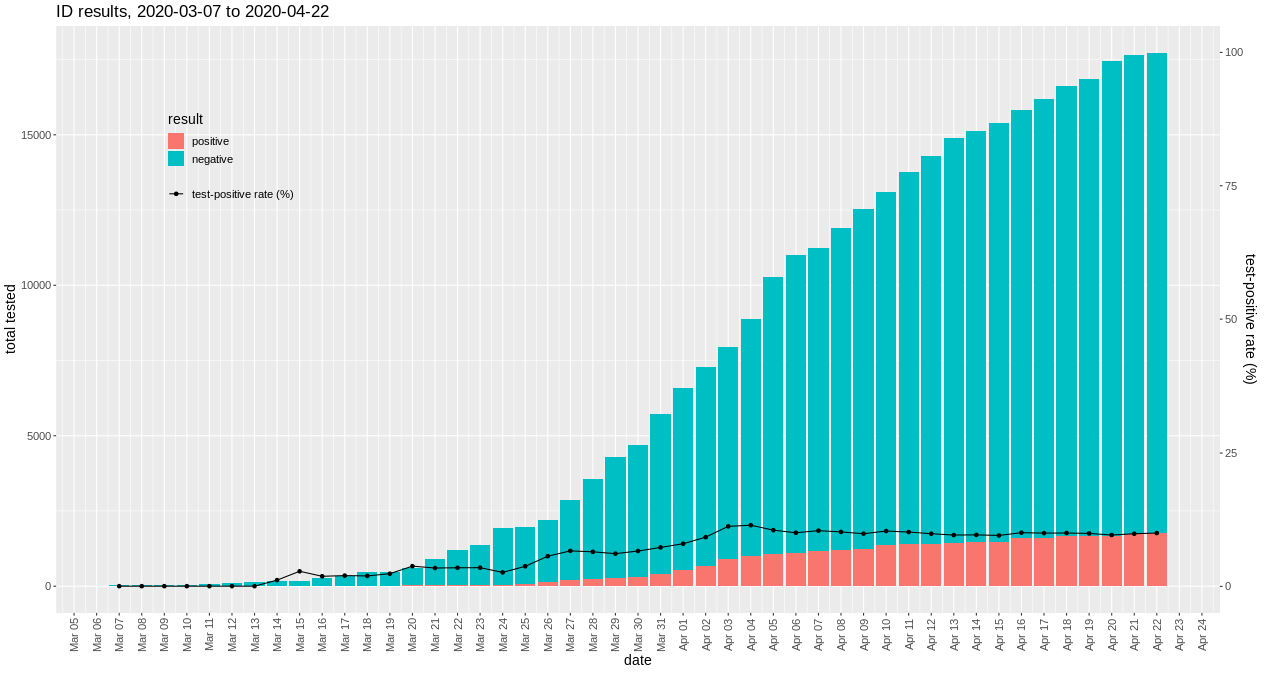 ID results, 2020-03-07 to 2020-04-22
result
positive
negative
test-positive rate (%)
total tested
15000
10000
5000
0
100
75
50
25
0
test-positive rate (%)
Mar 05
Mar 06
Mar 07
Mar 08
Mar 09
Mar 10
Mar 11
Mar 12
Mar 13
Mar 14
Mar 15
Mar 16
Mar 17
Mar 18
Mar 19
Mar 20
Mar 21
Mar 22
Mar 23
Mar 24
Mar 25
Mar 26
Mar 27
Mar 28
Mar 29
Mar 30
Mar 31
Apr 01
Apr 02
Apr 03
Apr 04
Apr 05
Apr 06
Apr 07
Apr 08
Apr 09
Apr 10
Apr 11
Apr 12
Apr 13
Apr 14
Apr 15
Apr 16
Apr 17
Apr 18
Apr 19
Apr 20
Apr 21
Apr 22
Apr 23
Apr 24
date